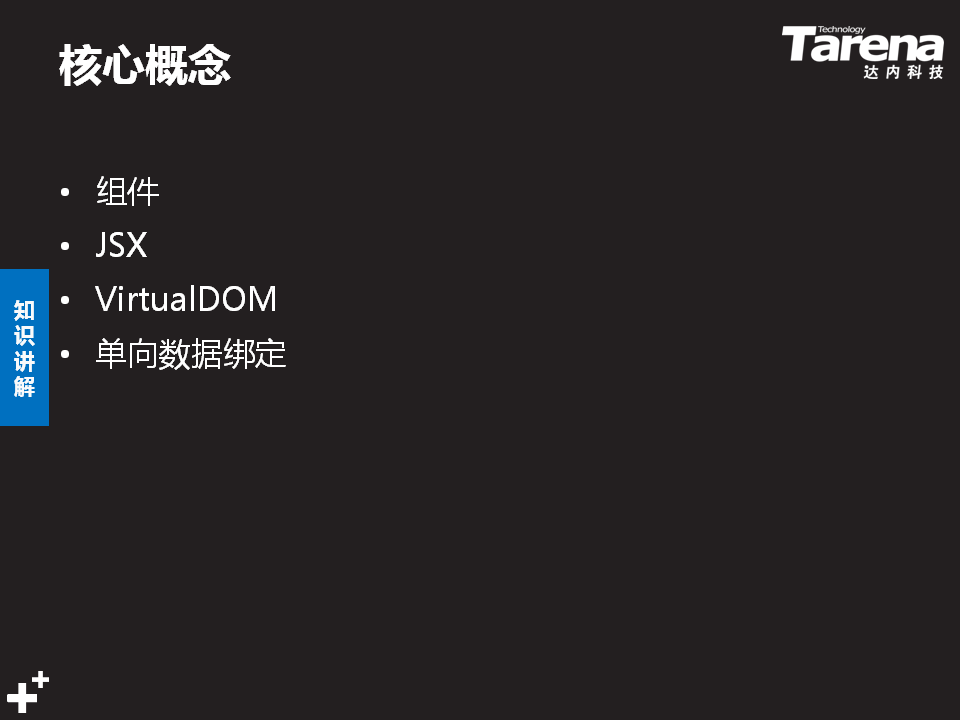 核心概念
Technology
Tarena
达内科技
• 组件
• JSX
• VirtualDOM
• 单向数据绑定
知识讲解